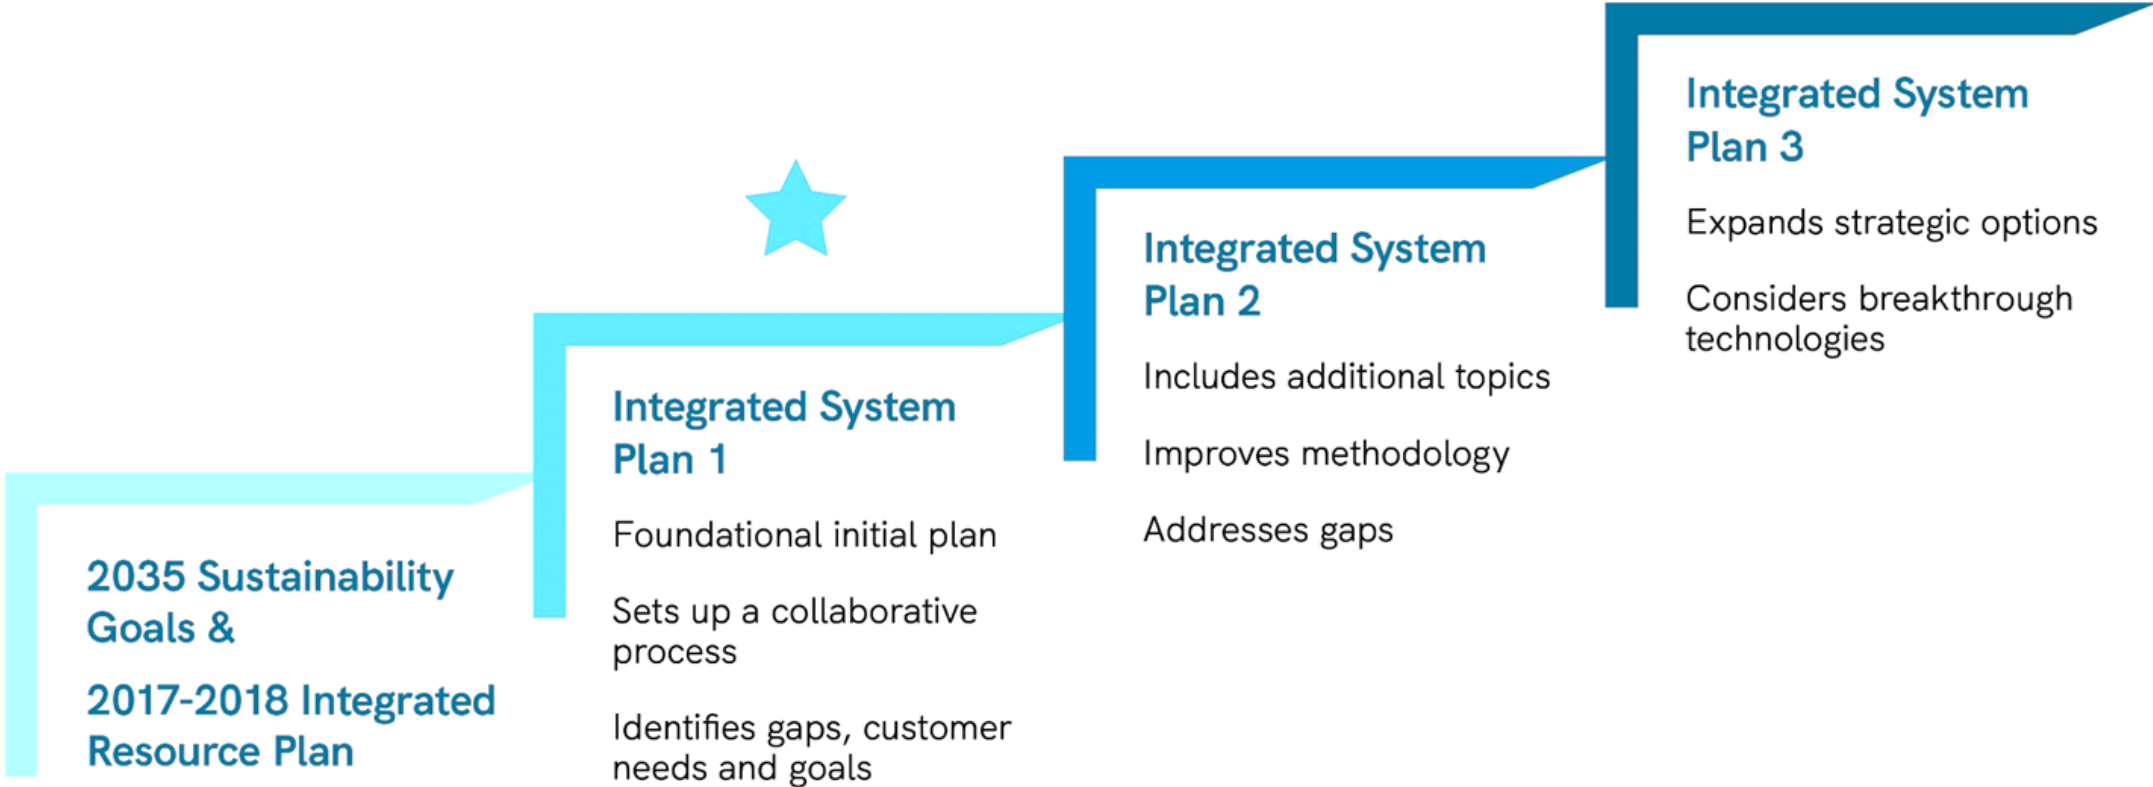 2035 Sustainability
Goals &
2017-2018 Integrated
Resource Plan
Integrated System
Plan 1
Foundational initial plan
Sets up a collaborative
process
Identifies gaps, customer
needs and goals
Integrated System
Plan 2
Includes additional topics
Improves methodology
Addresses gaps
Integrated System
Plan 3
Expands strategic options
Considers breakthrough
technologies